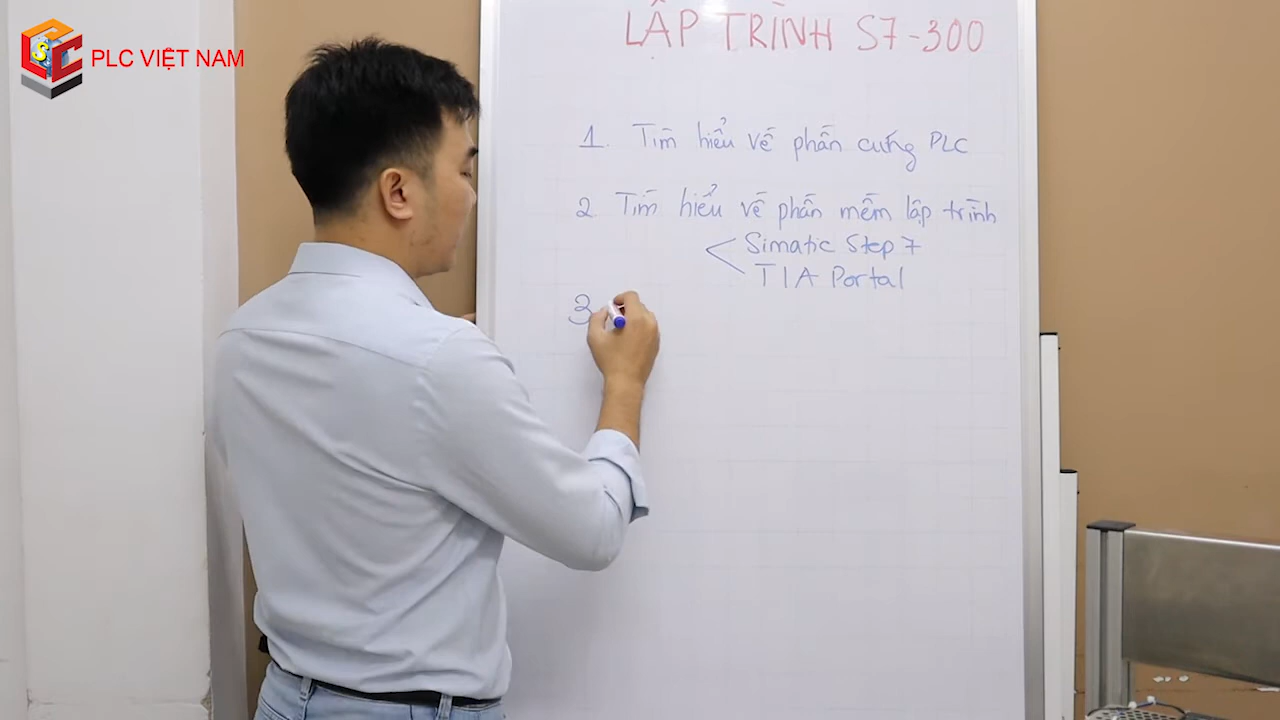 PLC VIỆT NAM
LẬP TRÌNH S7-300
1. Tìm hiểu về phần cứng PLC
2. Tìm hiểu về phần mềm lập trình
Simatic Step 7
TIA Portal
3